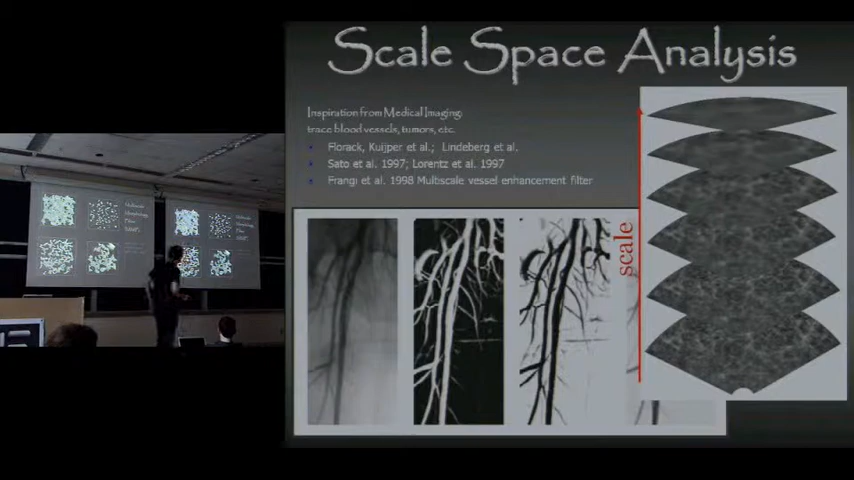 Scale Space Analysis
Inspiration from Medical Imaging:
trace blood vessels, tumors, etc.
Florack, Kuijper et al.; Lindeberg et al.
Sato et al. 1997; Lorentz et al. 1997
Frangi et al. 1998 Multiscale vessel enhancement filter
scale